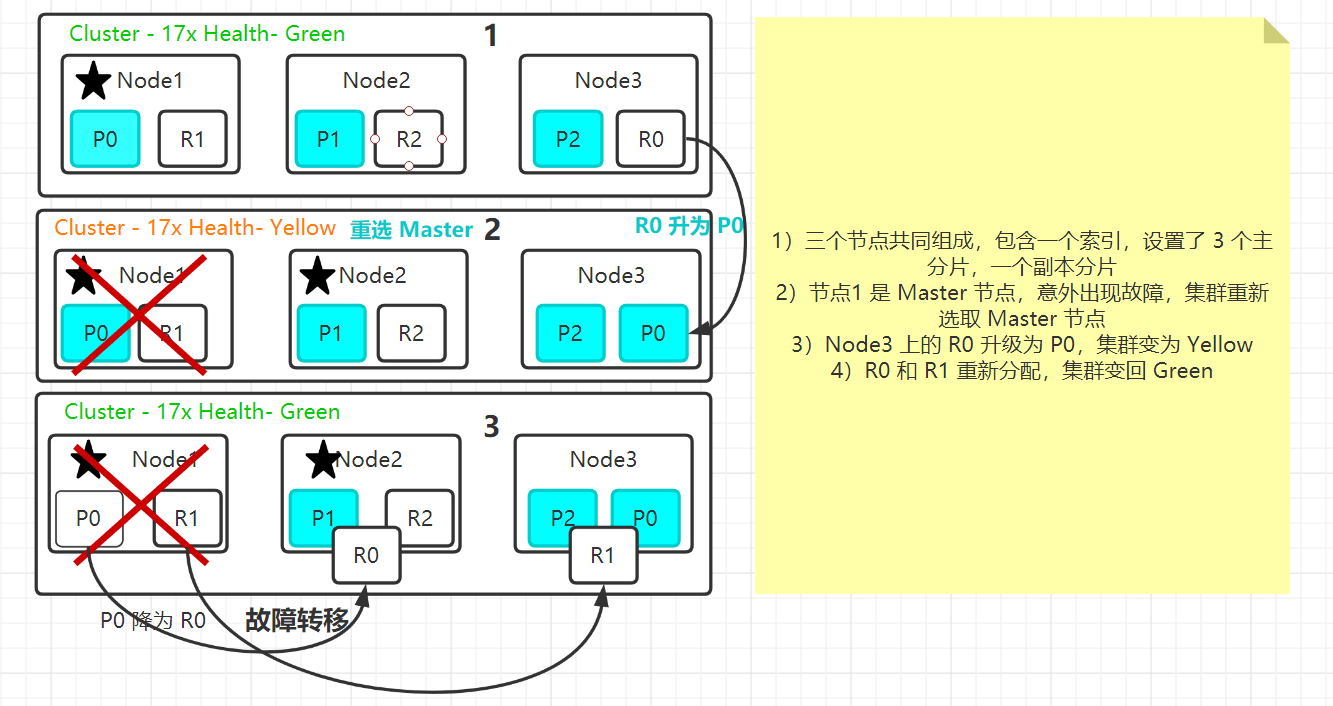 Cluster - 17x Health- Green
1
Node1
Node2
Node3
P0
R1
P1
R2
P2
R0
Cluster - 17x Health- Yellow
重选 Master
2
R0 升为 P0
Node1
Node2
Node3
P0
R1
P1
R2
P2
P0
Cluster - 17x Health- Green
3
Node1
Node2
Node3
P0
R1
P1
R2
P2
P0
R0
R1
P0 降为 R0
故障转移
1）三个节点共同组成，包含一个索引，设置了 3 个主
分片，一个副本分片
2）节点1 是 Master 节点，意外出现故障，集群重新
选取 Master 节点
3）Node3 上的 R0 升级为 P0，集群变为 Yellow
4）R0 和 R1 重新分配，集群变回 Green